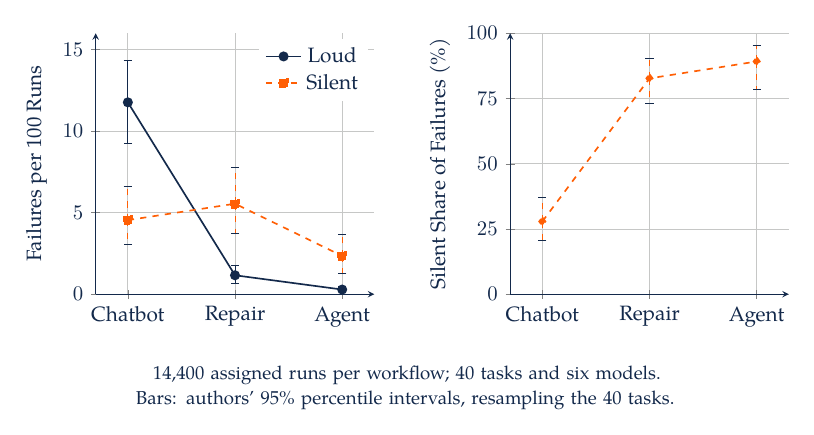 Failures per 100 Runs
15
10
5
0
Chatbot
Repair
Agent
Loud
Silent
Silent Share of Failures (%)
100
75
50
25
0
Chatbot
Repair
Agent
14,400 assigned runs per workflow; 40 tasks and six models.
Bars: authors' 95% percentile intervals, resampling the 40 tasks.